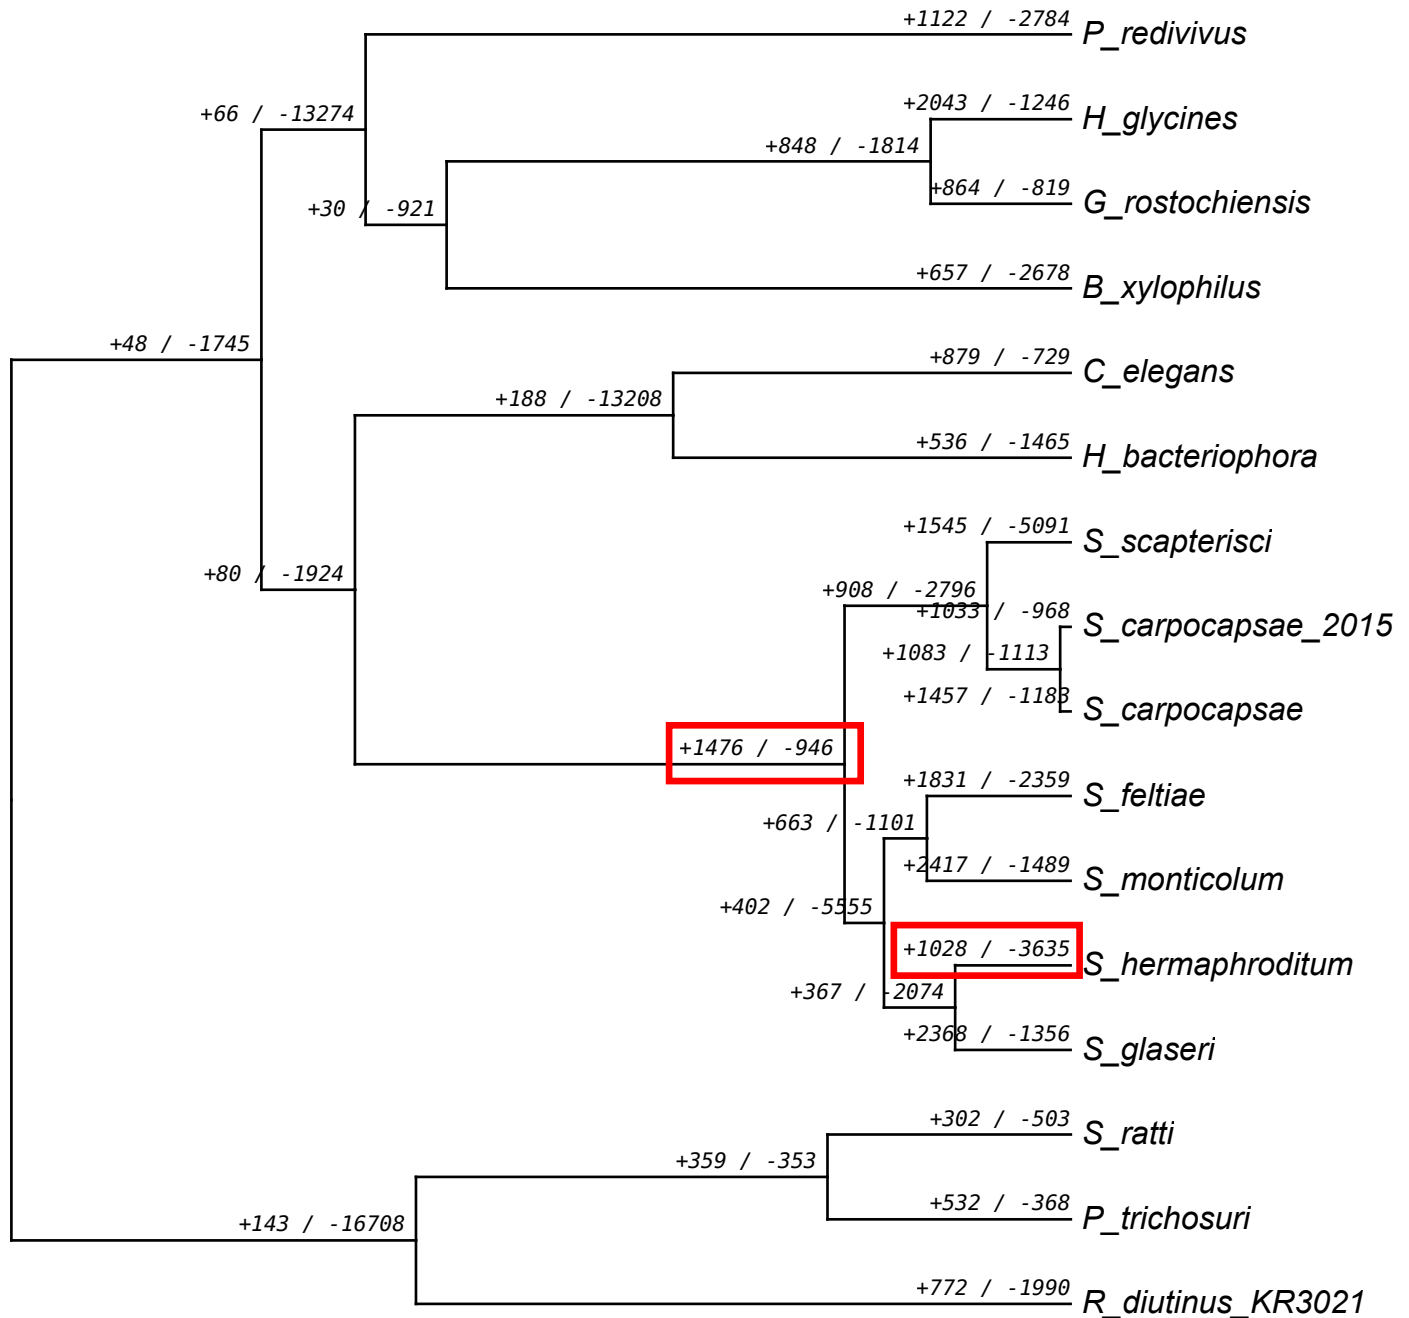 +1122 / -2784
P_redivivus
+2043 / -1246
H_glycines
+66 / -13274
+848 / -1814
+864 / -819
G_rostochiensis
+30 / -921
+657 / -2678
B_xylophilus
+48 / -1745
+879 / -729
C_elegans
+188 / -13208
+536 / -1465
H_bacteriophora
+1545 / -5091
S_scapterisci
+80 / -1924
+908 / -2796
+1033 / -968
S_carpocapsae_2015
+1083 / -1113
+1457 / -1183
S_carpocapsae
+1476 / -946
+1831 / -2359
S_feltiae
+663 / -1101
+2417 / -1489
S_monticolum
+402 / -5555
+1028 / -3635
S_hermaphroditum
+367 / -2074
+2368 / -1356
S_glaseri
+302 / -503
S_ratti
+359 / -353
+532 / -368
P_trichosuri
+143 / -16708
+772 / -1990
R_diutinus_KR3021